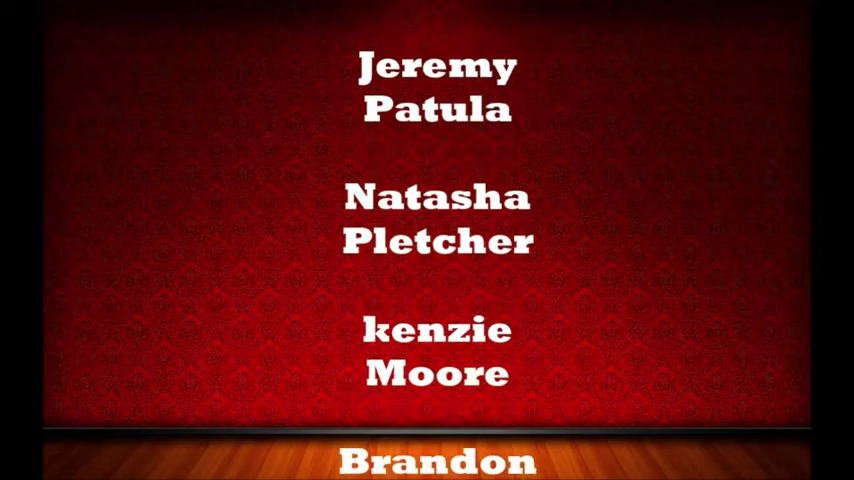 Jeremy
Patula
Natasha
Pletcher
kenzie
Moore
Brandon